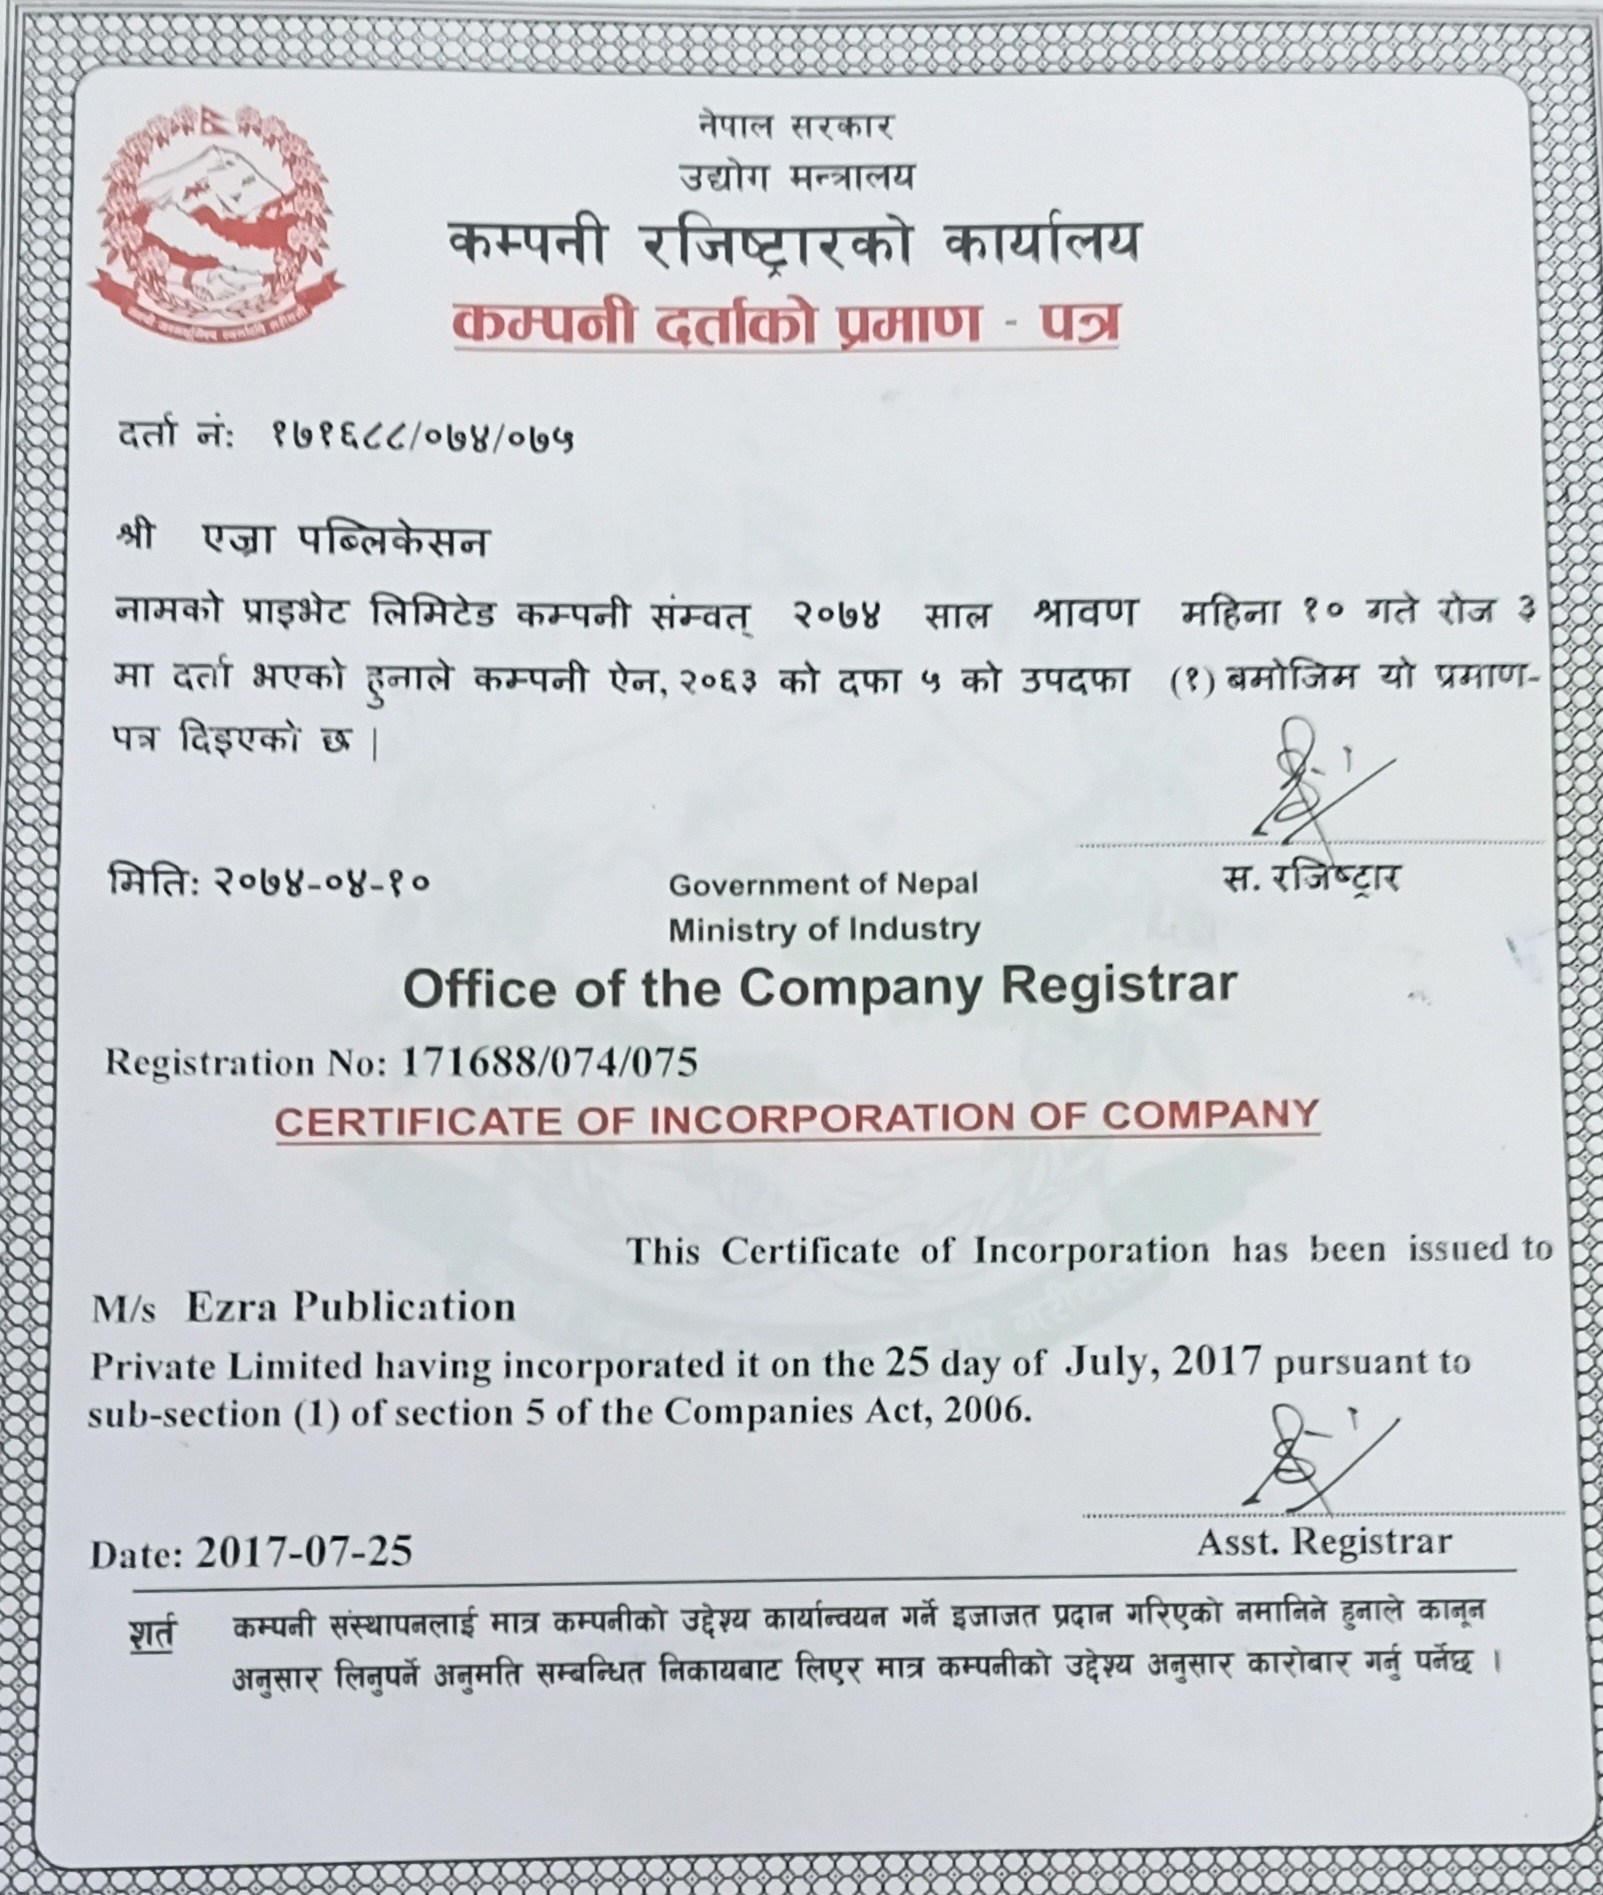 नेपाल सरकार
उद्योग मन्त्रालय
कम्पनी रजिष्ट्रारको कार्यालय
कम्पनी दर्ताको प्रमाण - पत्र
दर्ता नं: १७१६८८/०७४/०७५
श्री एज्रा पब्लिकेसन
नामको प्राइभेट लिमिटेड कम्पनी संम्वत् २०७४ साल श्रावण महिना १० गते रोज ३
मा दर्ता भएको हुनाले कम्पनी ऐन, २०६३ को दफा ५ को उपदफा (१) बमोजिम यो प्रमाण-
पत्र दिइएको छ |
स. रजिष्ट्रार
मितिः २०७४-०४-१०
Government of Nepal
Ministry of Industry
Office of the Company Registrar
Registration No: 171688/074/075
CERTIFICATE OF INCORPORATION OF COMPANY
This Certificate of Incorporation has been issued to
M/s Ezra Publication
Private Limited having incorporated it on the 25 day of July, 2017 pursuant to
sub-section (1) of section 5 of the Companies Act, 2006.
Asst. Registrar
Date: 2017-07-25
शर्त कम्पनी संस्थापनलाई मात्र कम्पनीको उद्देश्य कार्यान्वयन गर्ने इजाजत प्रदान गरिएको नमानिने हुनाले कानून
अनुसार लिनुपर्ने अनुमति सम्बन्धित निकायबाट लिएर मात्र कम्पनीको उद्देश्य अनुसार कारोबार गर्नु पर्नेछ ।